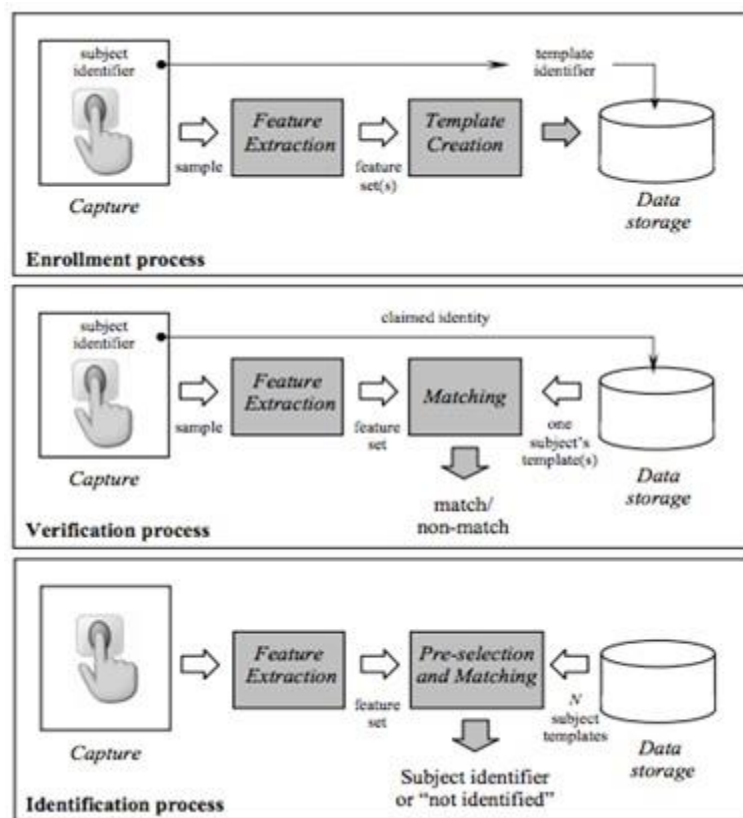 subject
identifier
template
identifier
Feature
Extraction
Template
Creation
sample
feature
set(s)
Capture
Data
storage
Enrollment process
subject
identifier
claimed identity
Feature
Extraction
Matching
sample
feature
set
one
subject's
template(s)
Capture
Data
storage
match/
non-match
Verification process
Feature
Extraction
Pre-selection
and Matching
feature
set
N
subject
templates
Capture
Data
storage
Subject identifier
or "not identified"
Identification process